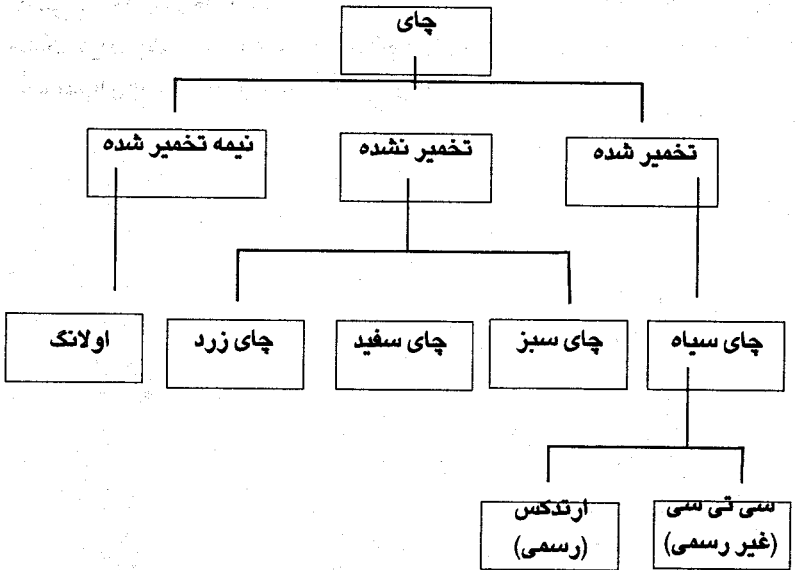 چای
تخمیر شده
تخمیر نشده
نیمه تخمیر شده
چای سیاه
چای سبز
چای سفید
چای زرد
اولانگ
سی تی سی
(غیر رسمی)
ارتدکس
(رسمی)